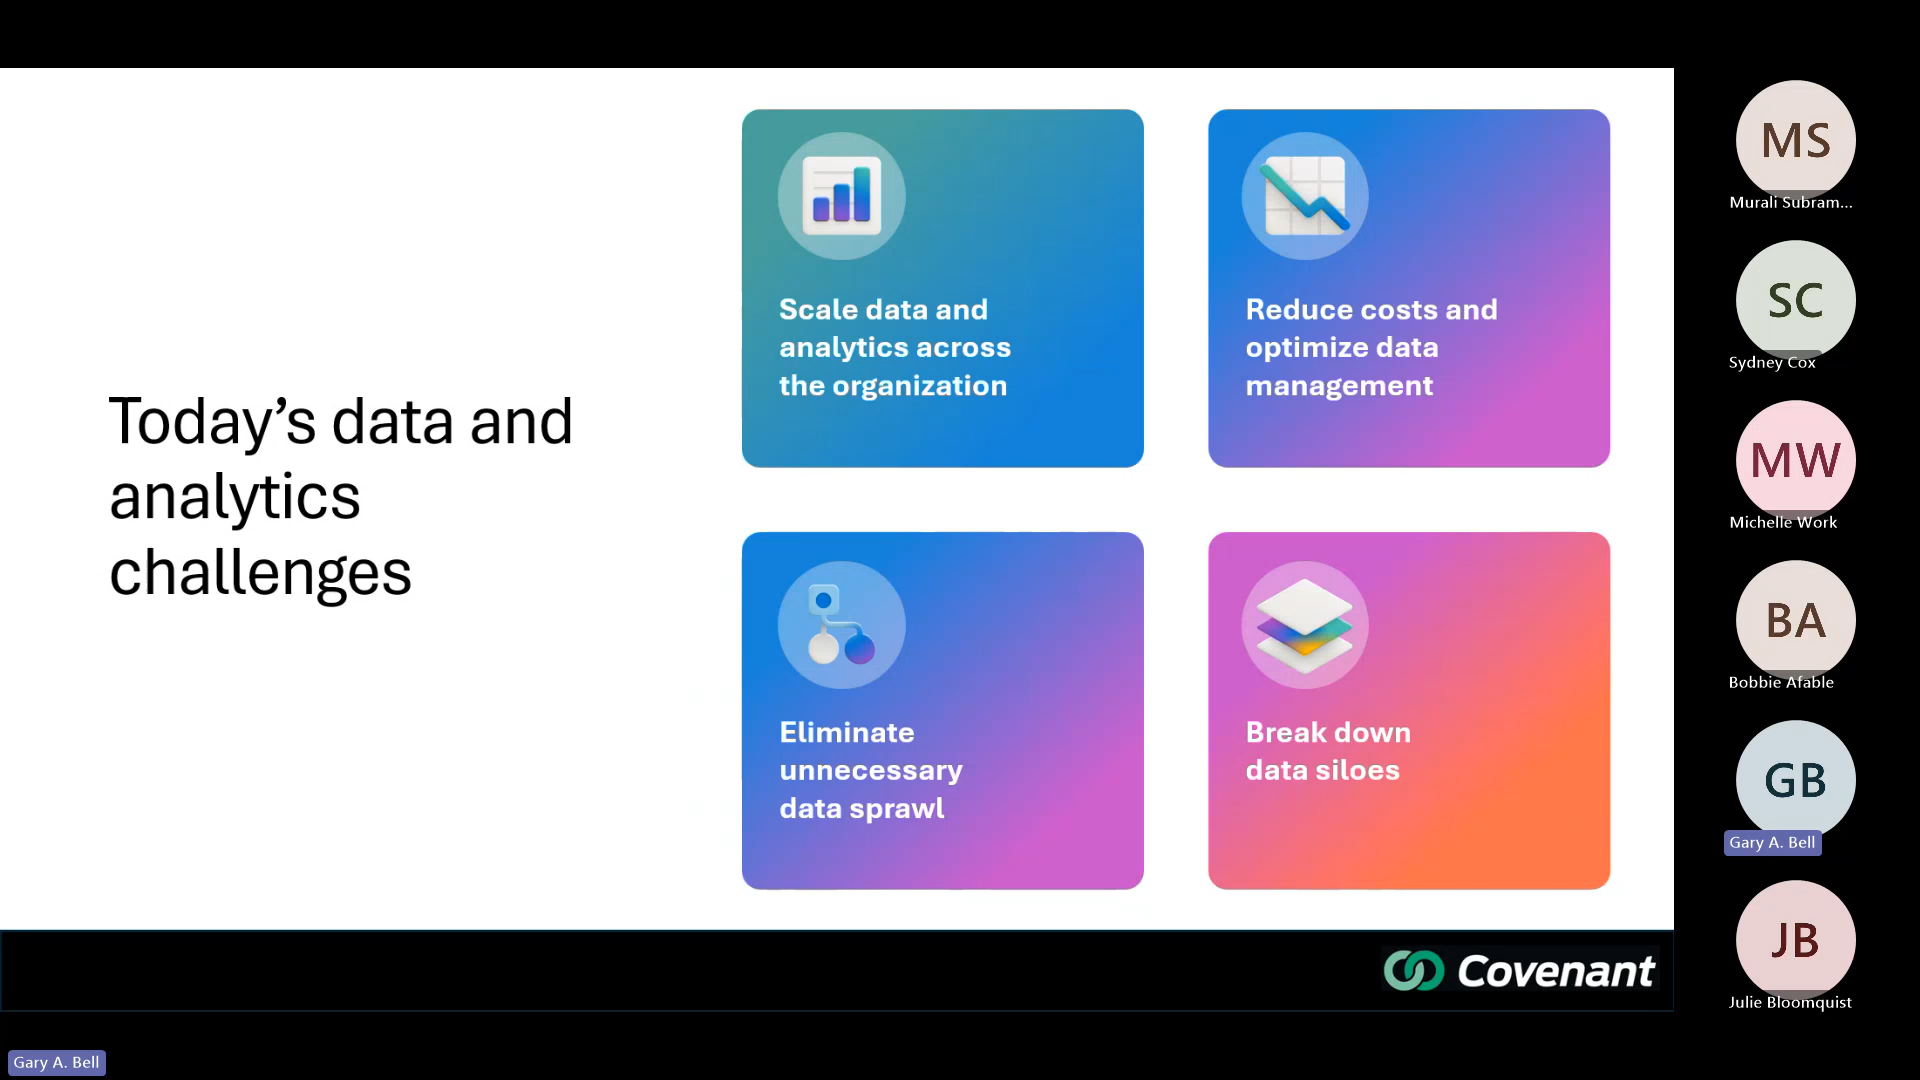 Today’s data and
analytics
challenges
Scale data and
analytics across
the organization
Reduce costs and
optimize data
management
Eliminate
unnecessary
data sprawl
Break down
data siloes
Covenant
MS
Murali Subram...
SC
Sydney Cox
MW
Michelle Work
BA
Bobbie Afable
GB
Gary A. Bell
JB
Julie Bloomquist
Gary A. Bell